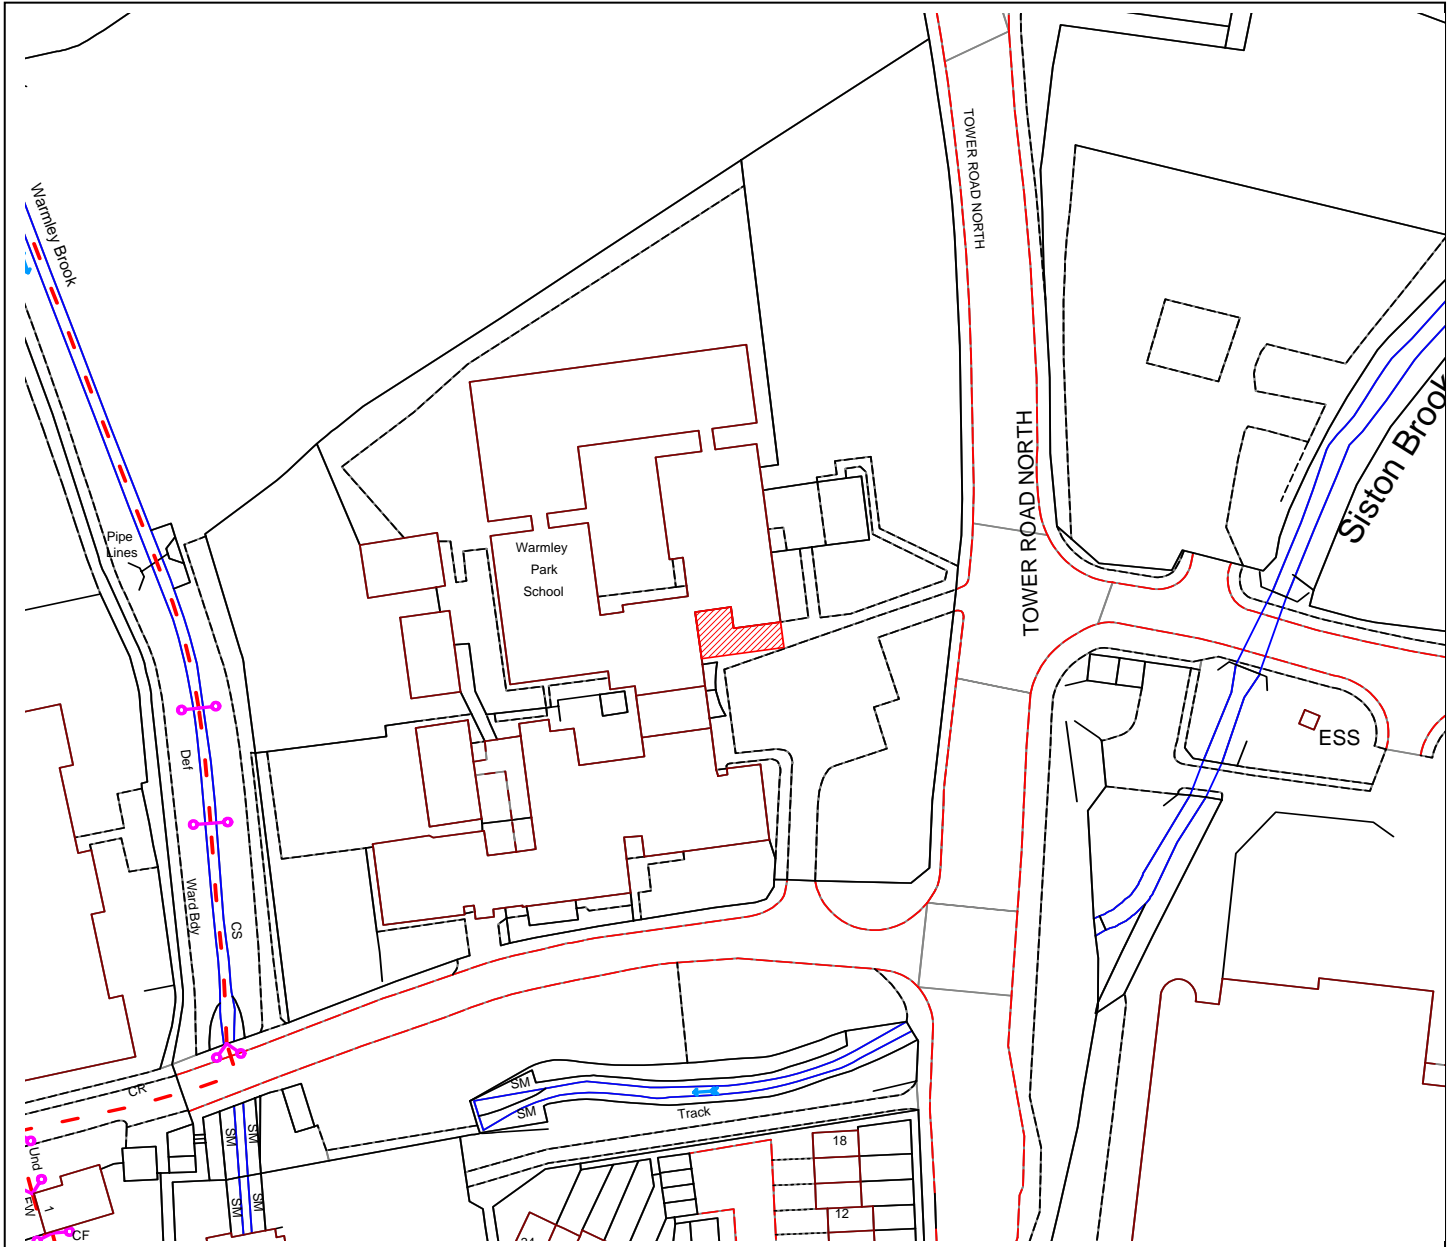 TOWER ROAD NORTH
Warmley Brook
Siston Brook
TOWER ROAD NORTH
Pipe
Lines
Warmley
Park
School
Def
ESS
Ward Bdy
CS
CR
SM
SM
Track
SM
SM
18
Und
SM
SM
1
12
CF